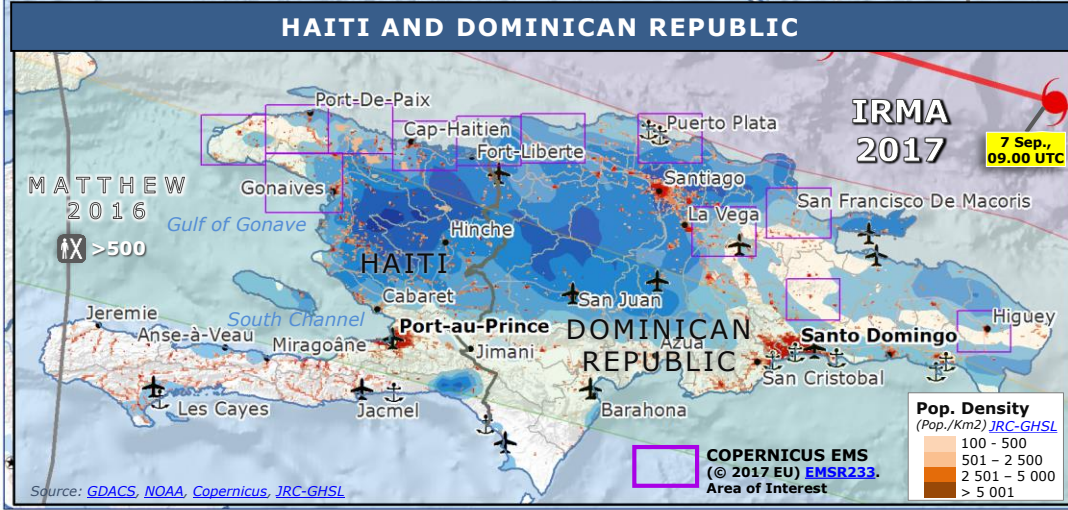 HAITI AND DOMINICAN REPUBLIC
Port-De-Paix
Cap-Haitien
Fort-Liberte
Puerto Plata
IRMA
2017
7 Sep.,
09.00 UTC
MATTHEW
2016
>500
Gonaives
Gulf of Gonave
Hinche
HAITI
Santiago
La Vega
San Francisco De Macoris
Cabaret
San Juan
South Channel
Jeremie
Anse-à-Veau
Miragoâne
Port-au-Prince
Jimani
DOMINICAN
REPUBLIC
Azua
Santo Domingo
Higuey
San Cristobal
Les Cayes
Jacmel
Barahona
COPERNICUS EMS
(© 2017 EU) EMSR233.
Area of Interest
Pop. Density
(Pop./Km2) JRC-GHSL
100 - 500
501 – 2 500
2 501 – 5 000
> 5 001
Source: GDACS, NOAA, Copernicus, JRC-GHSL